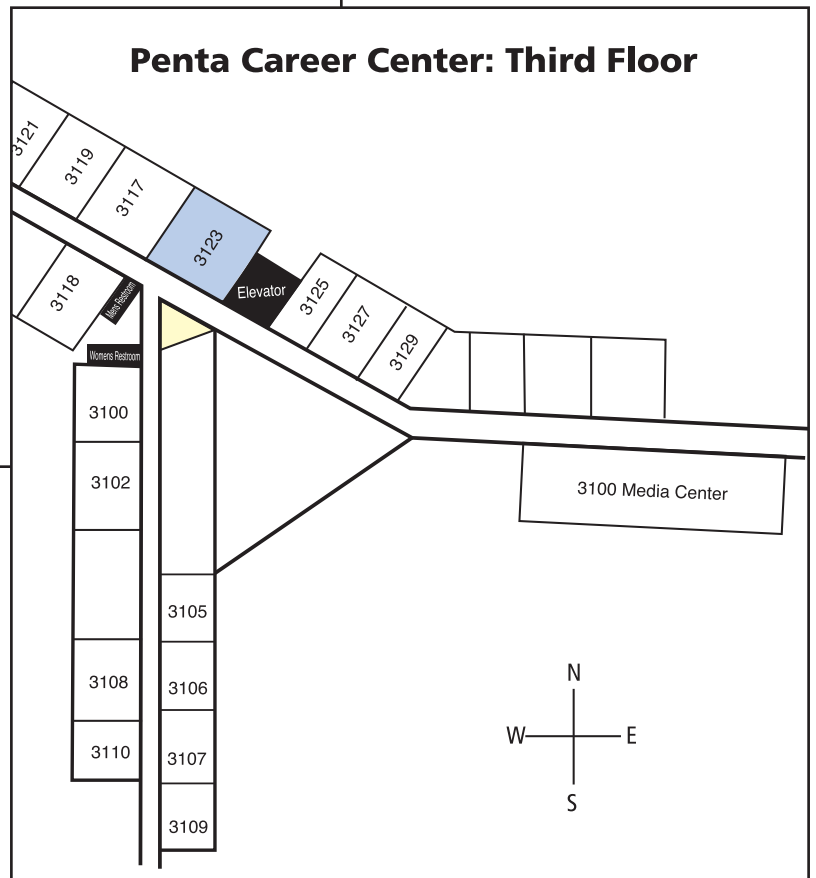 Penta Career Center: Third Floor
3121
3119
3117
3123
Elevator
3125
3127
3129
3118
Mens Restroom
Womens Restroom
3100
3102
3100 Media Center
3105
3106
3107
3109
3108
3110
N
W
E
S